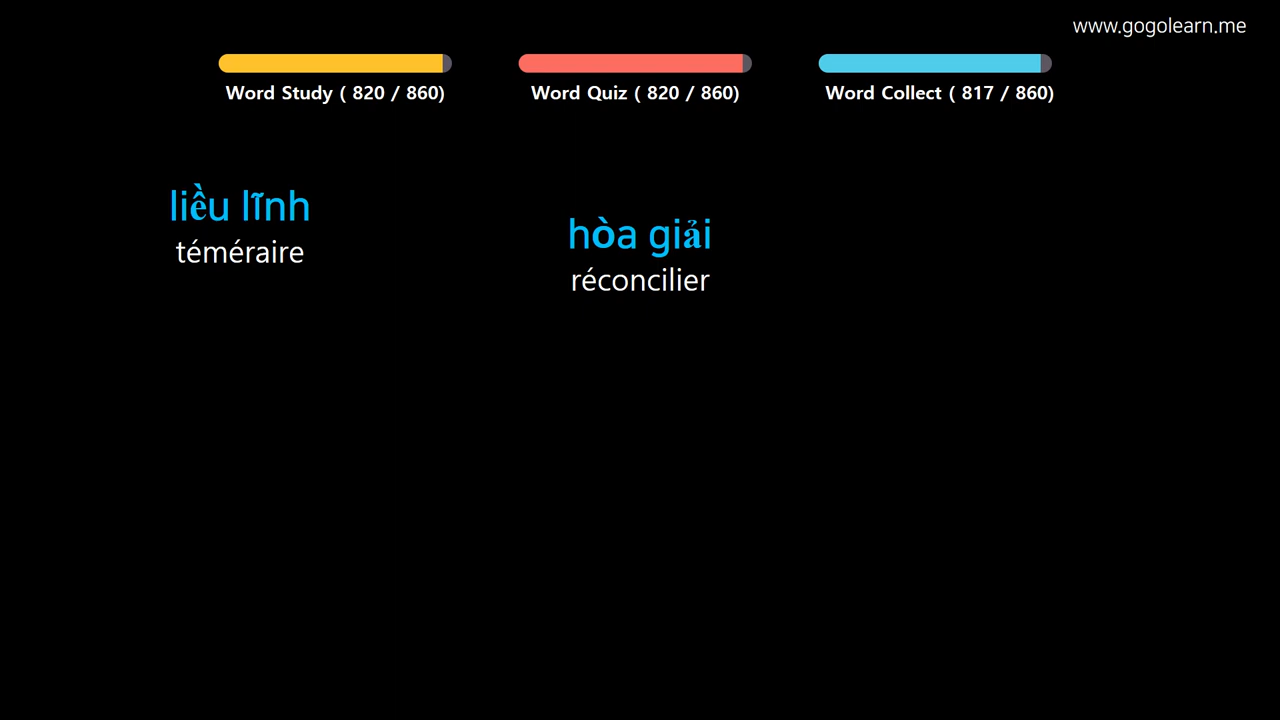 www.gogolearn.me
Word Study ( 820 / 860)
Word Quiz ( 820 / 860)
Word Collect ( 817 / 860)
liều lĩnh
téméraire
hòa giải
réconcilier